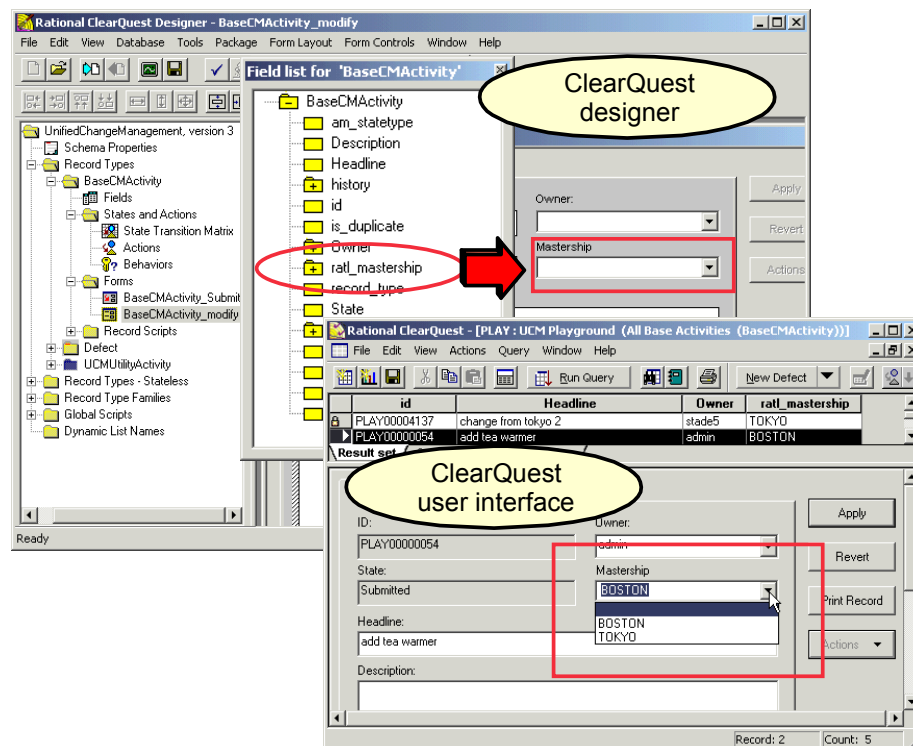 Rational ClearQuest Designer - BaseCMActivity_modify
File Edit View Database Tools Package Form Layout Form Controls Window Help
Field list for 'BaseCMActivity'
ClearQuest
designer
UnifiedChangeManagement, version 3
Schema Properties
Record Types
BaseCMActivity
Fields
States and Actions
State Transition Matrix
Actions
Behaviors
Forms
BaseCMActivity_Submit
BaseCMActivity_modify
Record Scripts
Defect
UCMUtilityActivity
Record Types - Stateless
Record Type Families
Global Scripts
Dynamic List Names
Ready
BaseCMActivity
am_statetype
Description
Headline
history
id
is_duplicate
Owner
ratl_mastership
record_type
State
Owner:
Mastership
Apply
Revert
Actions
Rational ClearQuest - [PLAY : UCM Playground (All Base Activities (BaseCMActivity))]
File Edit View Actions Query Window Help
Run Query New Defect
id Headline Owner ratl_mastership
PLAY00004137 change from tokyo 2 stade5 TOKYO
PLAY00000054 add tea warmer admin BOSTON
Result set
ClearQuest
user interface
ID: Owner:
PLAY00000054 admin
State: Mastership
Submitted BOSTON
BOSTON
TOKYO
Headline:
add tea warmer
Description:
Apply
Revert
Print Record
Actions
Record: 2 Count: 5